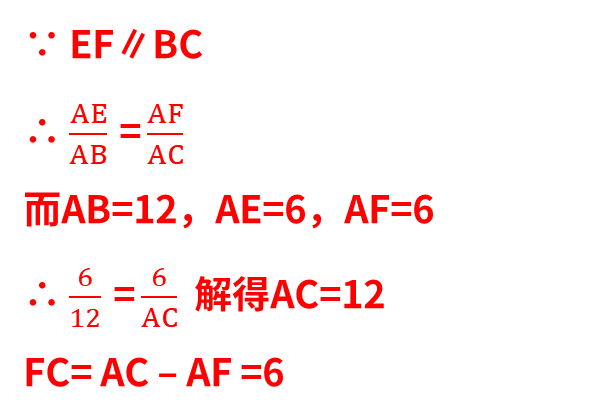 ∵ EF∥BC
∴ AE/AB = AF/AC
而AB=12，AE=6，AF=6
∴ 6/12 = 6/AC 解得AC=12
FC= AC – AF =6